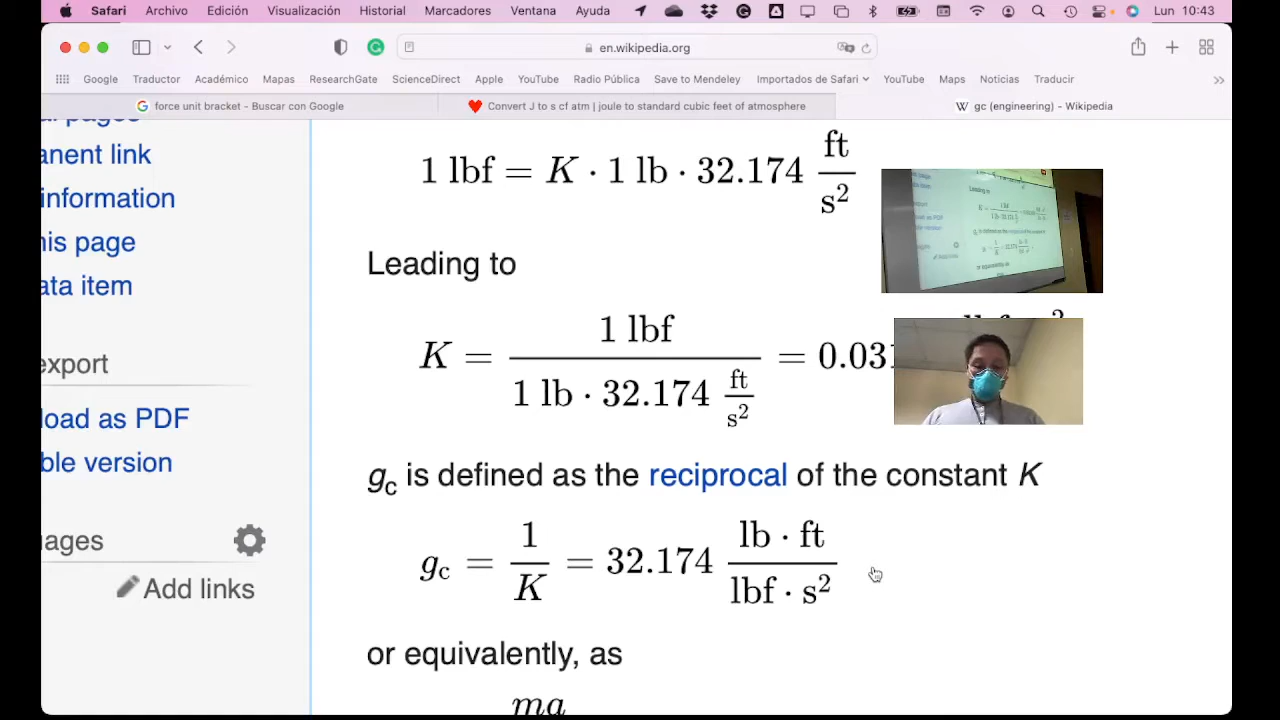 Safari Archivo Edición Visualización Historial Marcadores Ventana Ayuda Lun 10:43
en.wikipedia.org
Google Traductor Académico Mapas ResearchGate ScienceDirect Apple YouTube Radio Pública Save to Mendeley Importados de Safari YouTube Maps Noticias Traducir
force unit bracket - Buscar con Google Convert J to s cf atm | joule to standard cubic feet of atmosphere gc (engineering) - Wikipedia
al pages
anent link
information
his page
ata item
export
load as PDF
ble version
uages
Add links
1 lbf = K · 1 lb · 32.174 ft/s²
Leading to
K = 1 lbf / (1 lb · 32.174 ft/s²) = 0.031
g_c is defined as the reciprocal of the constant K
g_c = 1/K = 32.174 lb · ft / lbf · s²
or equivalently, as
ma